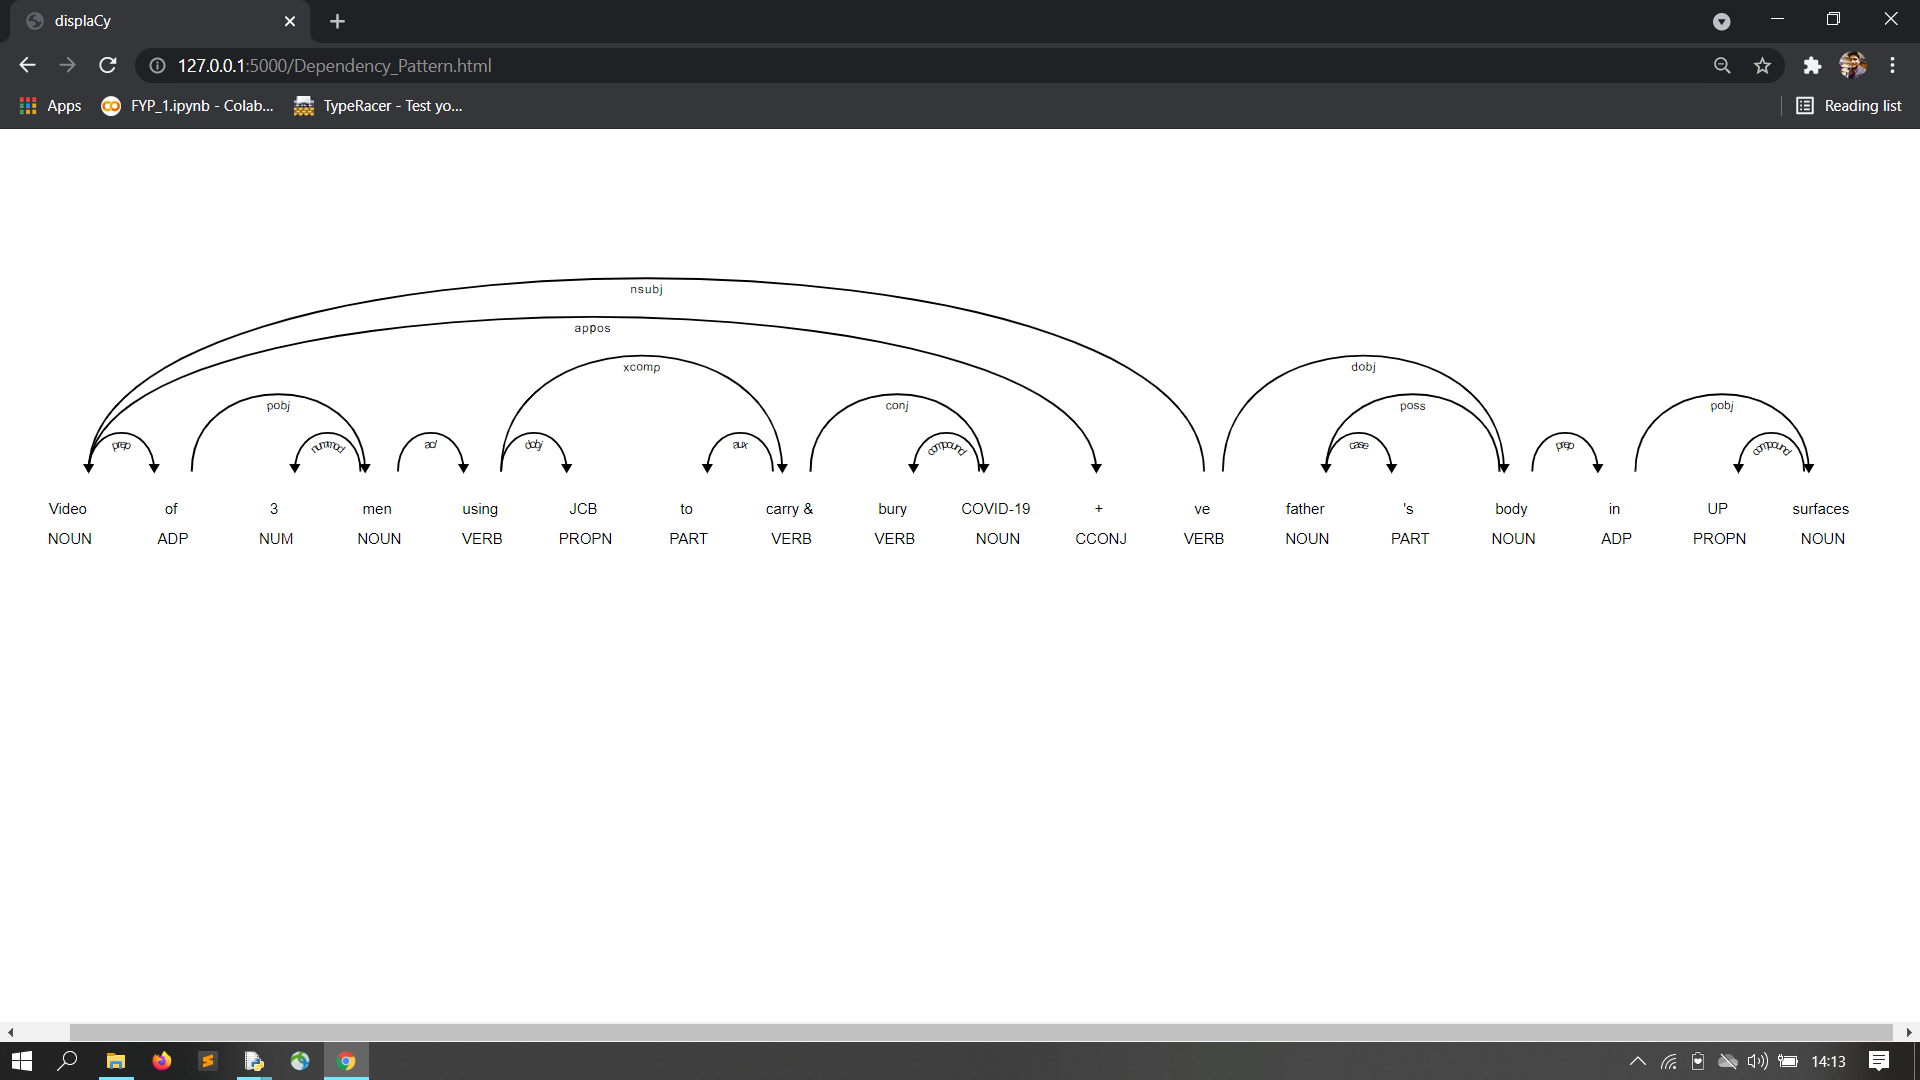 displaCy
127.0.0.1:5000/Dependency_Pattern.html
Apps FYP_1.ipynb - Colab... TypeRacer - Test yo... Reading list
nsubj
appos
xcomp dobj
pobj conj poss pobj
prep nummod acl dobj aux compound case prep compound
Video of 3 men using JCB to carry & bury COVID-19 + ve father 's body in UP surfaces
NOUN ADP NUM NOUN VERB PROPN PART VERB VERB NOUN CCONJ VERB NOUN PART NOUN ADP PROPN NOUN
14:13